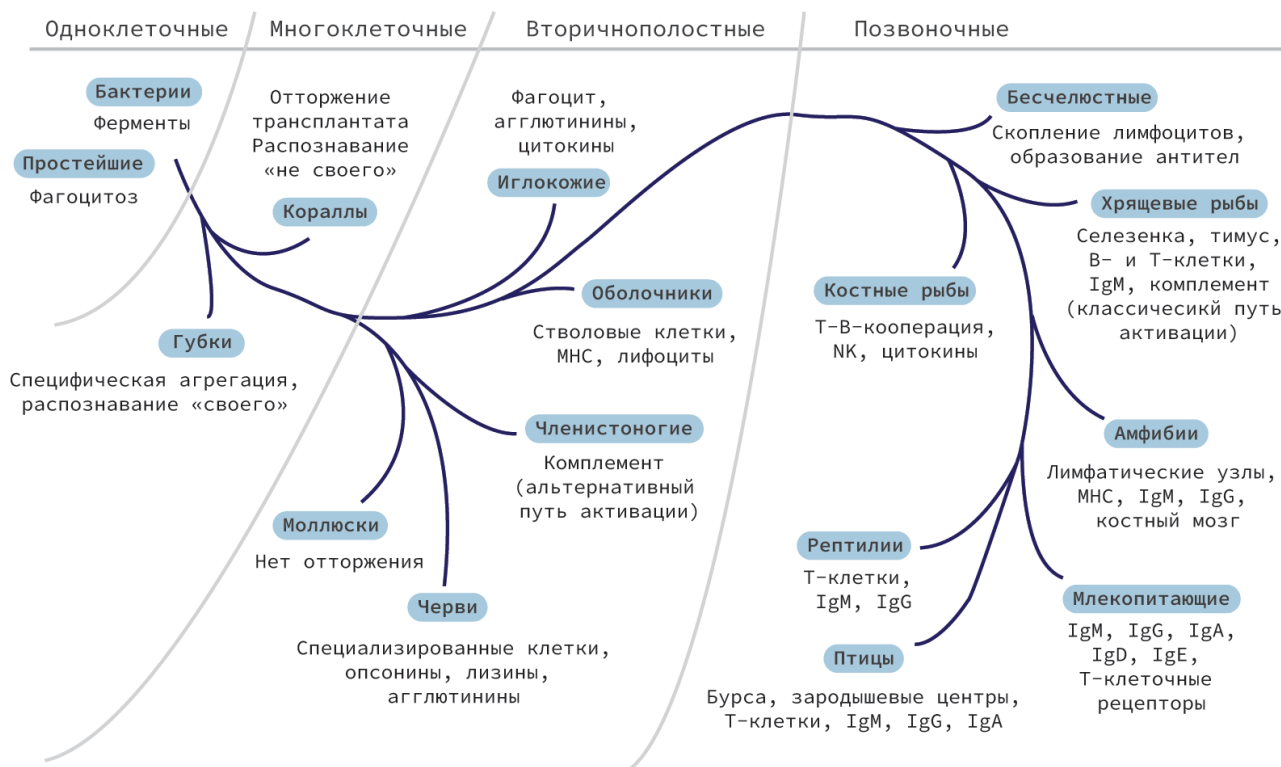 Одноклеточные
Многоклеточные
Вторичнополостные
Позвоночные
Бактерии
Ферменты
Простейшие
Фагоцитоз
Отторжение
трансплантата
Распознавание
«не своего»
Кораллы
Губки
Специфическая агрегация,
распознавание «своего»
Фагоцит,
агглютинины,
цитокины
Иглокожие
Оболочники
Стволовые клетки,
МНС, лифоциты
Членистоногие
Комплемент
(альтернативный
путь активации)
Моллюски
Нет отторжения
Черви
Специализированные клетки,
опсонины, лизины,
агглютинины
Бесчелюстные
Скопление лимфоцитов,
образование антител
Хрящевые рыбы
Селезенка, тимус,
В- и Т-клетки,
IgM, комплемент
(классичесикй путь
активации)
Костные рыбы
Т-В-кооперация,
NK, цитокины
Амфибии
Лимфатические узлы,
МНС, IgM, IgG,
костный мозг
Рептилии
Т-клетки,
IgM, IgG
Млекопитающие
IgM, IgG, IgA,
IgD, IgE,
Т-клеточные
рецепторы
Птицы
Бурса, зародышевые центры,
Т-клетки, IgM, IgG, IgA